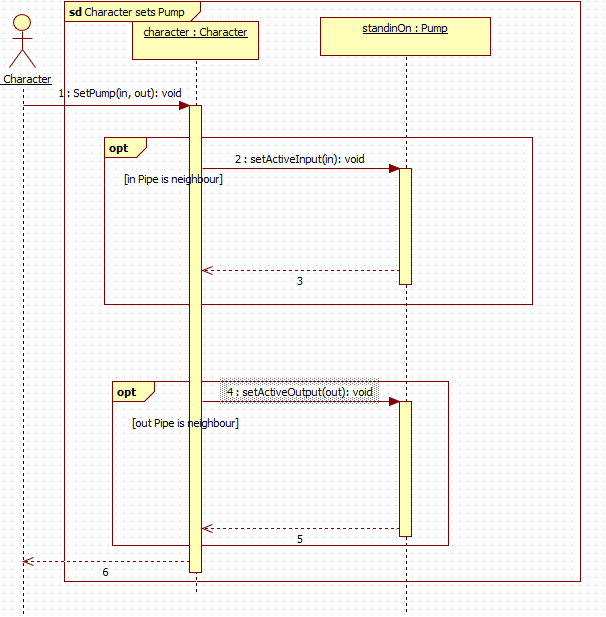 sd Character sets Pump
character : Character
standinOn : Pump
Character
1 : SetPump(in, out): void
opt
2 : setActiveInput(in): void
[in Pipe is neighbour]
3
opt
4 : setActiveOutput(out): void
[out Pipe is neighbour]
5
6